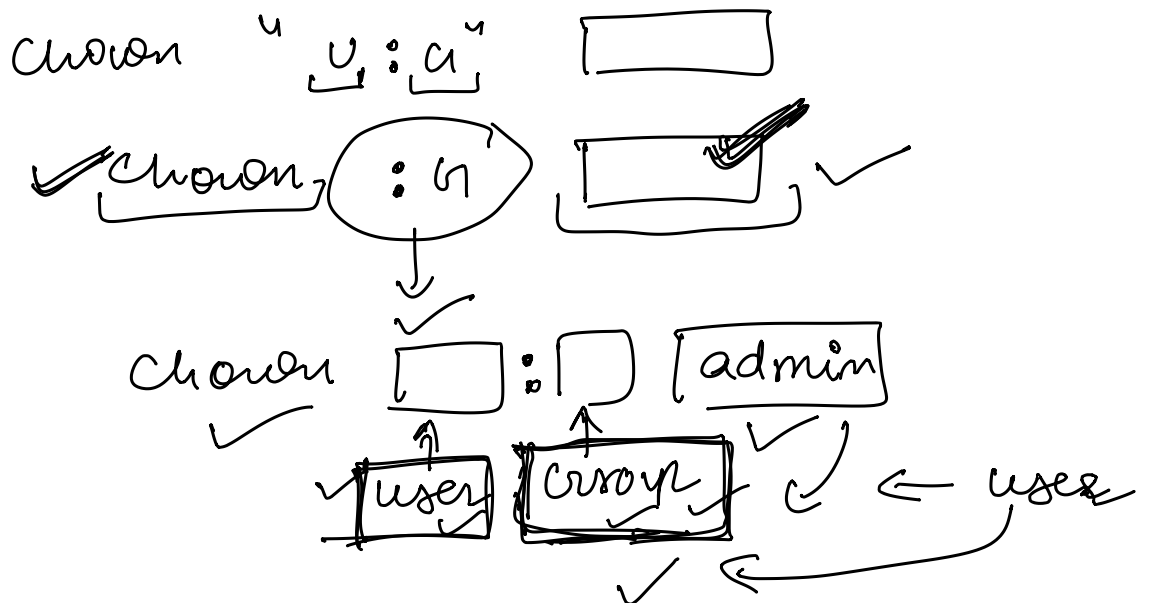 chown "U : G"
chown : G
chown : admin
user Group user